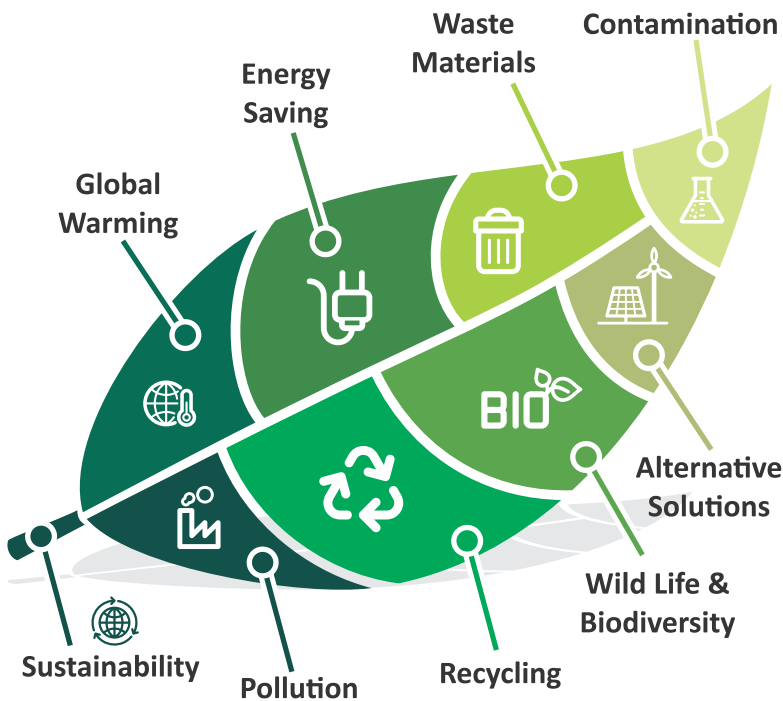 Contamination
Waste
Materials
Energy
Saving
Global
Warming
BIO
Alternative
Solutions
Wild Life &
Biodiversity
Sustainability
Recycling
Pollution